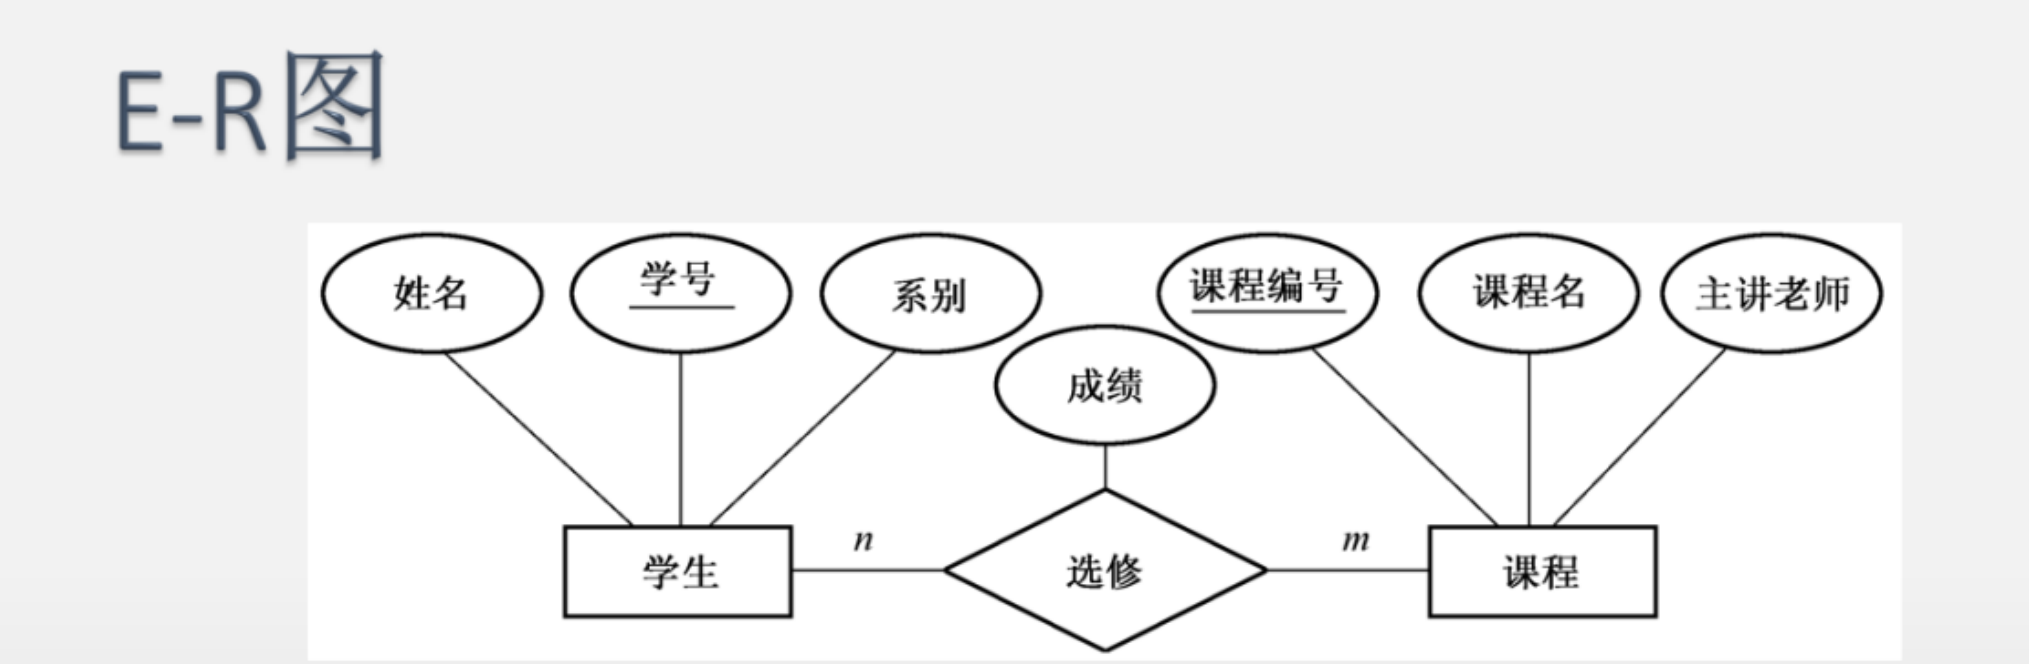 E-R图
姓名
学号
系别
课程编号
课程名
主讲老师
成绩
学生
n
选修
m
课程